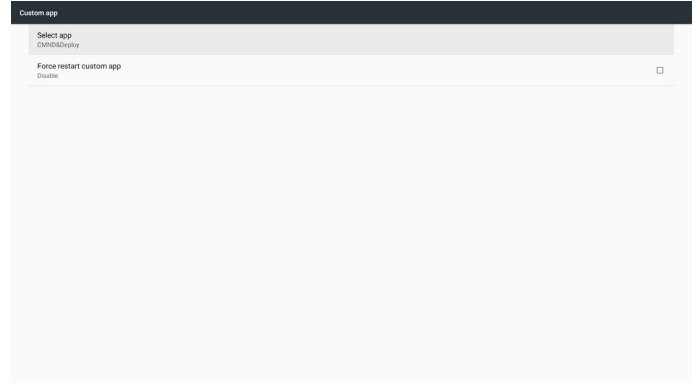 Custom app
Select app
CMND&Deploy
Force restart custom app
Disable